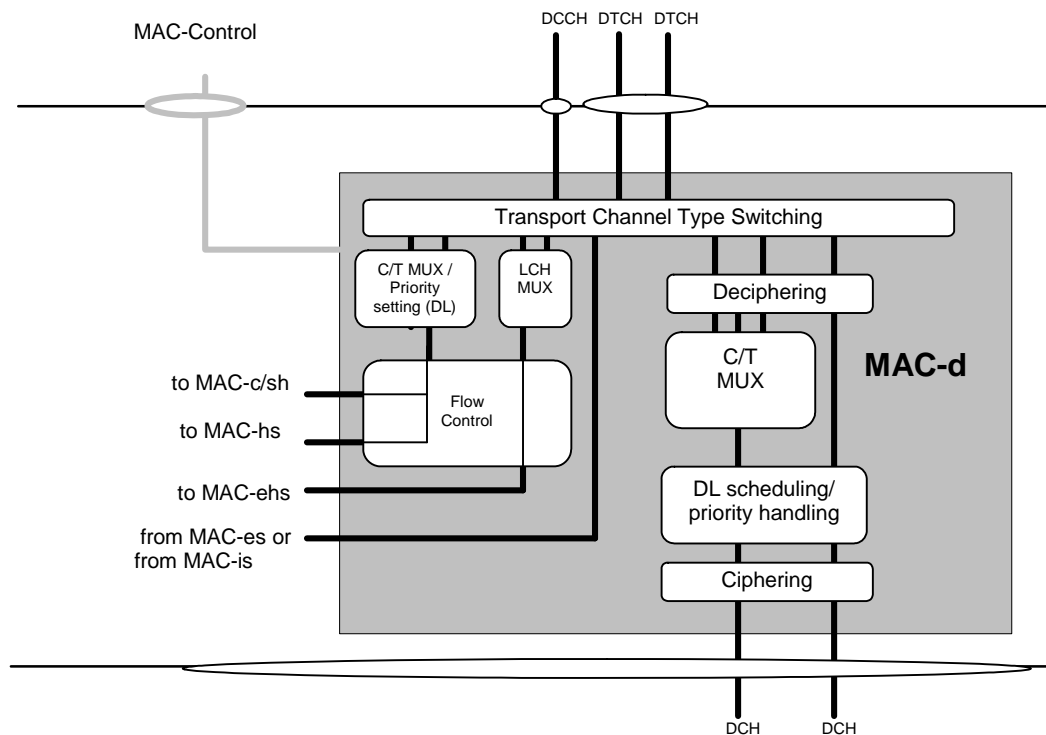 DCCH DTCH DTCH
MAC-Control
Transport Channel Type Switching
C/T MUX /
Priority
setting (DL)
LCH
MUX
Deciphering
C/T
MUX
MAC-d
to MAC-c/sh
Flow
Control
to MAC-hs
to MAC-ehs
DL scheduling/
priority handling
from MAC-es or
from MAC-is
Ciphering
DCH DCH